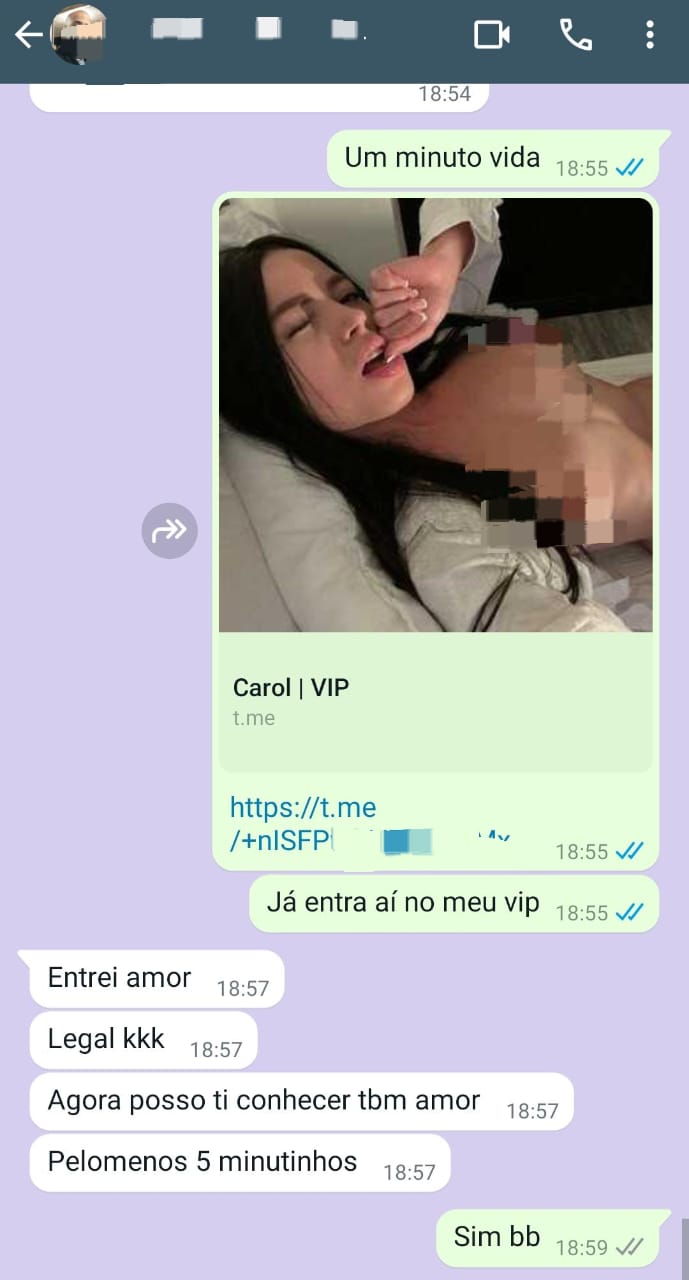 18:54
Um minuto vida 18:55
Carol | VIP
t.me
https://t.me
/+nISFP
18:55
Já entra aí no meu vip 18:55
Entrei amor 18:57
Legal kkk 18:57
Agora posso ti conhecer tbm amor 18:57
Pelomenos 5 minutinhos 18:57
Sim bb 18:59